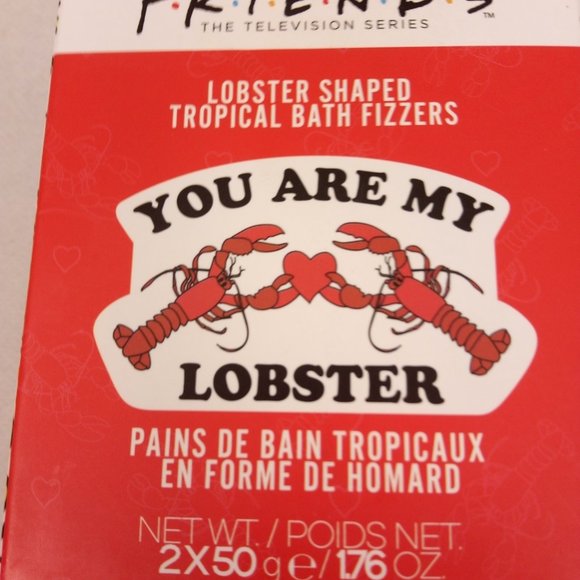 F·R·I·E·N·D·S™
THE TELEVISION SERIES
LOBSTER SHAPED
TROPICAL BATH FIZZERS
YOU ARE MY
LOBSTER
PAINS DE BAIN TROPICAUX
EN FORME DE HOMARD
NET WT. / POIDS NET.
2X50 g e / 1.76 OZ.